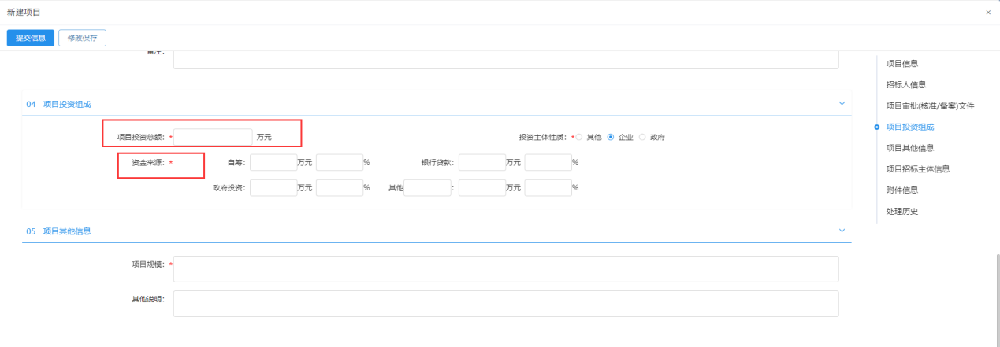 新建项目 ×
提交信息 修改保存
备注：
04 项目投资组成
项目投资总额：* 万元 投资主体性质：* 其他 企业 政府
资金来源：* 自筹： 万元 % 银行贷款： 万元 %
政府投资： 万元 % 其他 ： 万元 %
05 项目其他信息
项目规模：*
其他说明：
项目信息
招标人信息
项目审批(核准/备案)文件
项目投资组成
项目其他信息
项目招标主体信息
附件信息
处理历史